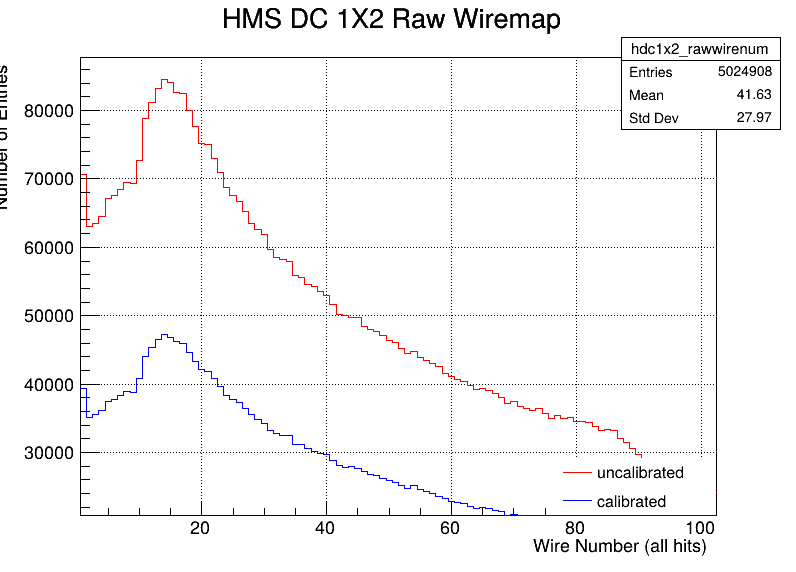 HMS DC 1X2 Raw Wiremap
hdc1x2_rawwirenum
Entries 5024908
Mean 41.63
Std Dev 27.97
Number of Entries
80000
70000
60000
50000
40000
30000
uncalibrated
calibrated
20 40 60 80 100
Wire Number (all hits)